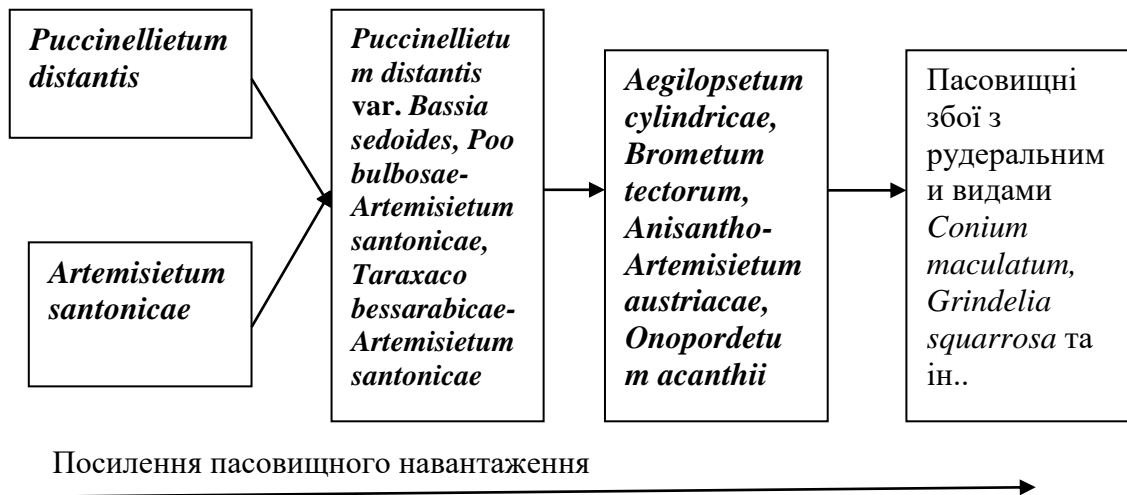 Puccinellietum
distantis
Artemisietum
santonicae
Puccinellietu
m distantis
var. Bassia
sedoides, Poo
bulbosae-
Artemisietum
santonicae,
Taraxaco
bessarabicae-
Artemisietum
santonicae
Aegilopsetum
cylindricae,
Brometum
tectorum,
Anisantho-
Artemisietum
austriacae,
Onopordetu
m acanthii
Пасовищні
збої з
рудеральним
и видами
Conium
maculatum,
Grindelia
squarrosa та
ін..
Посилення пасовищного навантаження